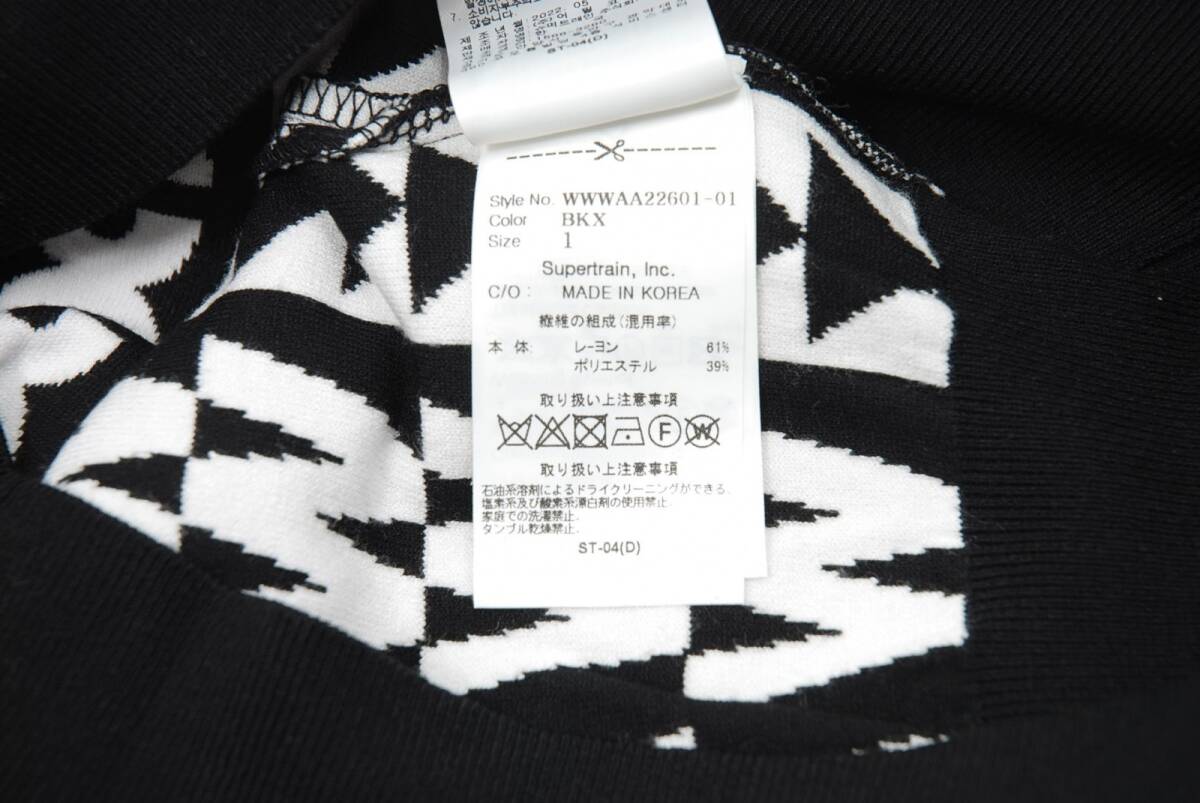 2022. 05
ST-04(D)
Style No. WWWAA22601-01
Color BKX
Size 1
Supertrain, Inc.
C/O : MADE IN KOREA
繊維の組成(混用率)
本 体: レーヨン 61%
ポリエステル 39%
取り扱い上注意事項
F W
取り扱い上注意事項
石油系溶剤によるドライクリーニングができる.
塩素系及び酸素系漂白剤の使用禁止.
家庭での洗濯禁止.
タンブル乾燥禁止.
ST-04(D)